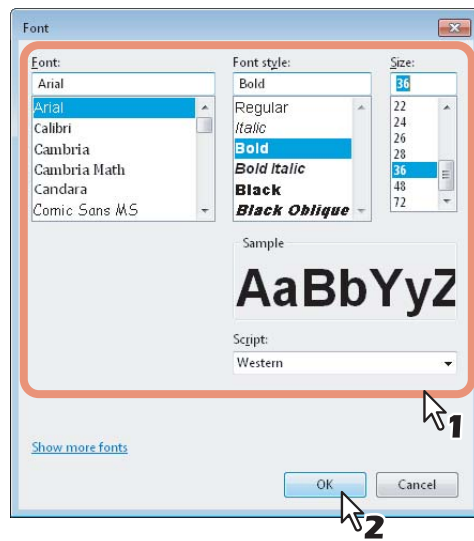 Font
Font: Font style: Size:
Arial Bold 36
Arial Regular 22
Calibri Italic 24
Cambria Bold 26
Cambria Math Bold Italic 28
Candara Black 36
Comic Sans MS Black Oblique 48
72
Sample
AaBbYyZ
Script:
Western
1
Show more fonts
OK Cancel
2